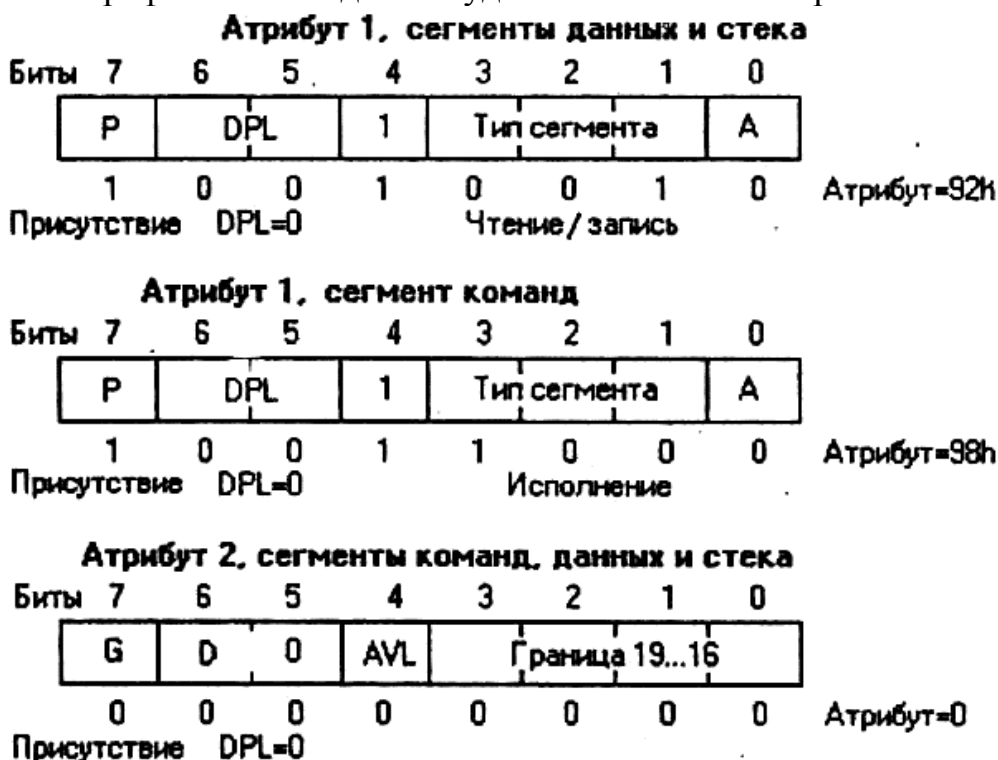 Атрибут 1, сегменты данных и стека
Биты 7 6 5 4 3 2 1 0
P DPL 1 Тип сегмента A
1 0 0 1 0 0 1 0 Атрибут=92h
Присутствие DPL=0 Чтение/запись
Атрибут 1, сегмент команд
Биты 7 6 5 4 3 2 1 0
P DPL 1 Тип сегмента A
1 0 0 1 1 0 0 0 Атрибут=98h
Присутствие DPL=0 Исполнение
Атрибут 2, сегменты команд, данных и стека
Биты 7 6 5 4 3 2 1 0
G D 0 AVL Граница 19...16
0 0 0 0 0 0 0 0 Атрибут=0
Присутствие DPL=0